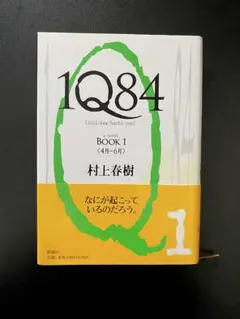 1Q84
a novel
BOOK 1
〈4月-6月〉
村上春樹
なにが起こって
いるのだろう。
1
新潮社